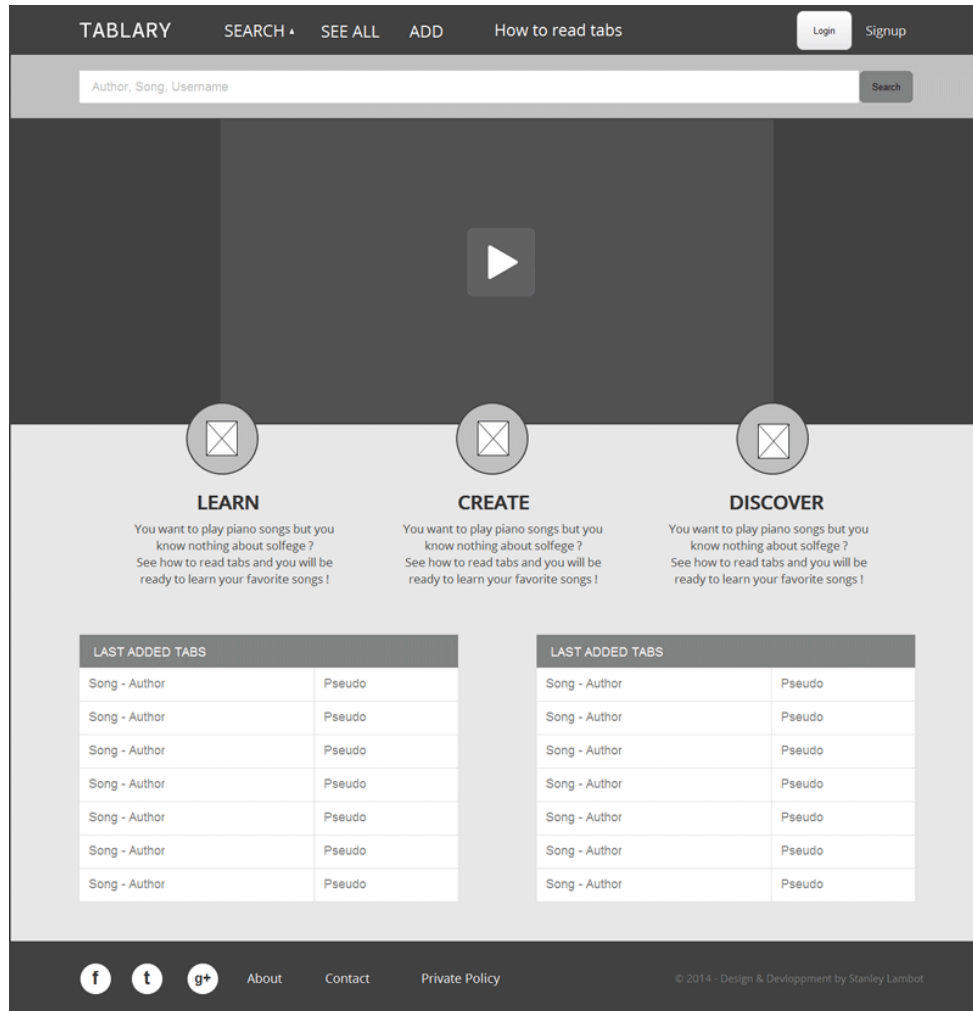 TABLARY SEARCH ▴ SEE ALL ADD How to read tabs Login Signup
Author, Song, Username Search
LEARN CREATE DISCOVER
You want to play piano songs but you
know nothing about solfege ?
See how to read tabs and you will be
ready to learn your favorite songs !
You want to play piano songs but you
know nothing about solfege ?
See how to read tabs and you will be
ready to learn your favorite songs !
You want to play piano songs but you
know nothing about solfege ?
See how to read tabs and you will be
ready to learn your favorite songs !
LAST ADDED TABS
Song - Author Pseudo
Song - Author Pseudo
Song - Author Pseudo
Song - Author Pseudo
Song - Author Pseudo
Song - Author Pseudo
Song - Author Pseudo
LAST ADDED TABS
Song - Author Pseudo
Song - Author Pseudo
Song - Author Pseudo
Song - Author Pseudo
Song - Author Pseudo
Song - Author Pseudo
Song - Author Pseudo
f t g+ About Contact Private Policy © 2014 - Design & Devloppment by Stanley Lambot